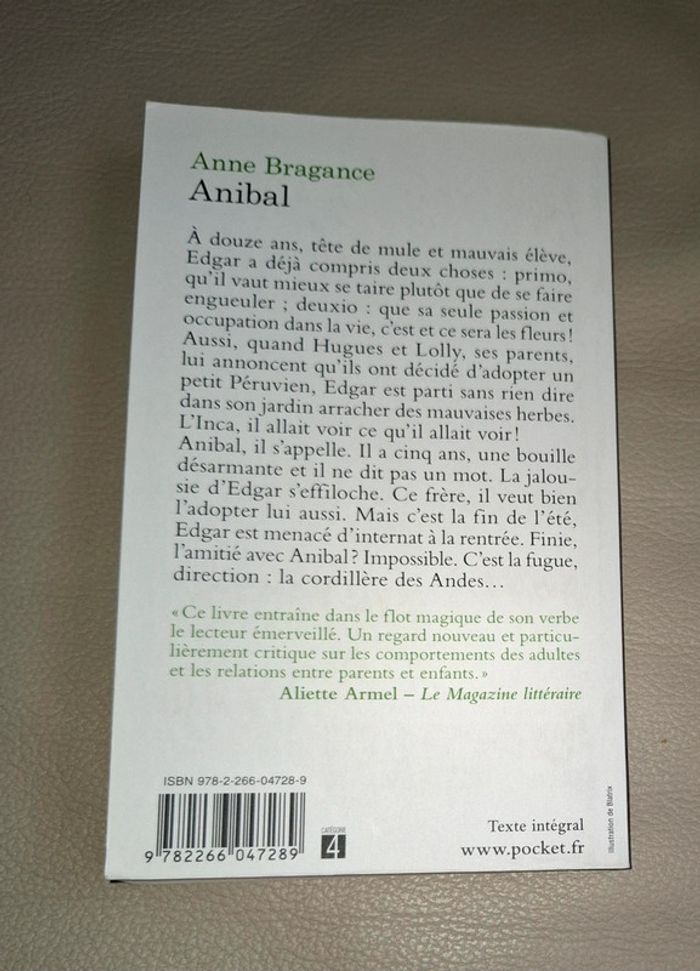 Anne Bragance
Anibal
À douze ans, tête de mule et mauvais élève,
Edgar a déjà compris deux choses : primo,
qu'il vaut mieux se taire plutôt que de se faire
engueuler ; deuxio : que sa seule passion et
occupation dans la vie, c'est et ce sera les fleurs !
Aussi, quand Hugues et Lolly, ses parents,
lui annoncent qu'ils ont décidé d'adopter un
petit Péruvien, Edgar est parti sans rien dire
dans son jardin arracher des mauvaises herbes.
L'Inca, il allait voir ce qu'il allait voir !
Anibal, il s'appelle. Il a cinq ans, une bouille
désarmante et il ne dit pas un mot. La jalou-
sie d'Edgar s'effiloche. Ce frère, il veut bien
l'adopter lui aussi. Mais c'est la fin de l'été,
Edgar est menacé d'internat à la rentrée. Finie,
l'amitié avec Anibal ? Impossible. C'est la fugue,
direction : la cordillère des Andes…
« Ce livre entraîne dans le flot magique de son verbe
le lecteur émerveillé. Un regard nouveau et particu-
lièrement critique sur les comportements des adultes
et les relations entre parents et enfants. »
Aliette Armel – Le Magazine littéraire
ISBN 978-2-266-04728-9
9 782266 047289
CATÉGORIE
4
Texte intégral
www.pocket.fr
Illustration de Blatrix